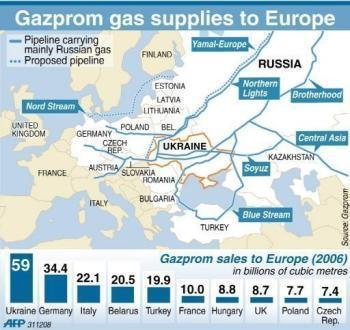 Gazprom gas supplies to Europe
Pipeline carrying
mainly Russian gas
Proposed pipeline
Yamal-Europe
FINLAND
RUSSIA
ESTONIA
LATVIA
LITHUANIA
Northern
Lights
Brotherhood
Nord Stream
UNITED
KINGDOM
GERMANY
POLAND
BEL.
CZECH
REP.
UKRAINE
Central Asia
KAZAKHSTAN
AUSTRIA
SLOVAKIA
Soyuz
FRANCE
ROMANIA
ITALY
BULGARIA
Blue Stream
TURKEY
Source: Gazprom
Gazprom sales to Europe (2006)
in billions of cubic metres
59 34.4 22.1 20.5 19.9 10.0 8.8 8.7 7.7 7.4
Ukraine Germany Italy Belarus Turkey France Hungary UK Poland Czech
Rep.
AFP 311208